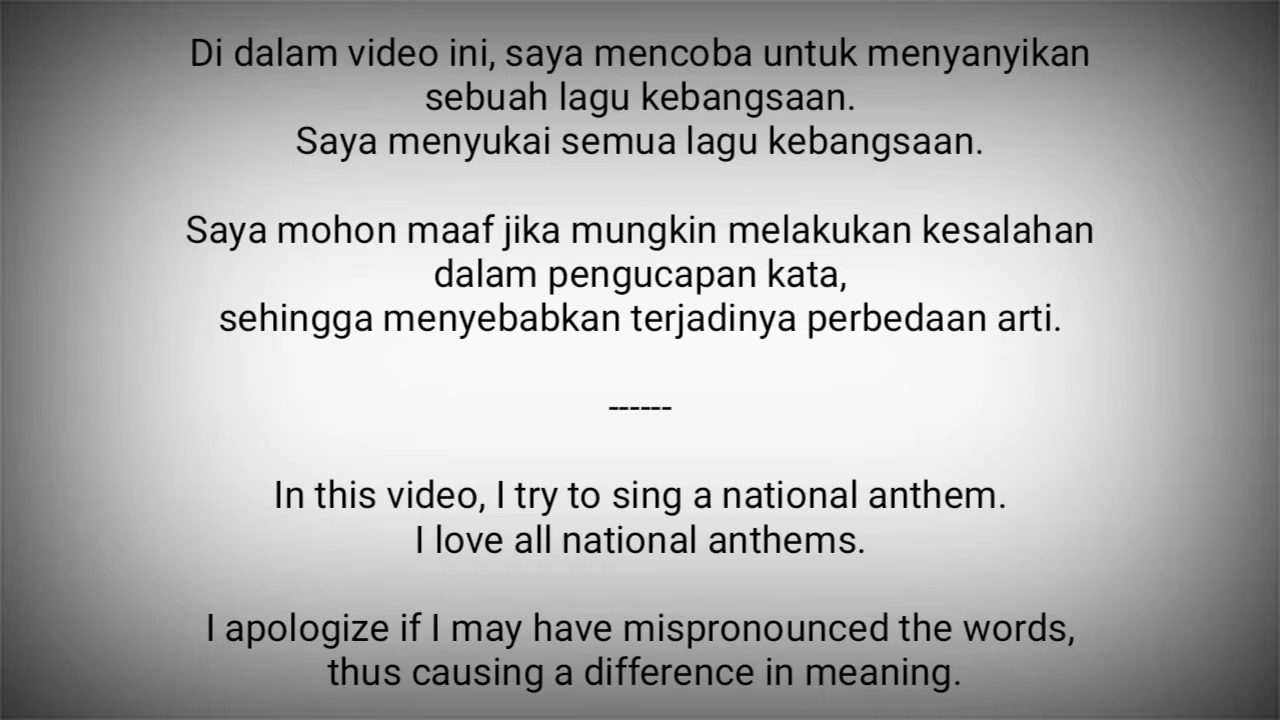 Di dalam video ini, saya mencoba untuk menyanyikan
sebuah lagu kebangsaan.
Saya menyukai semua lagu kebangsaan.
Saya mohon maaf jika mungkin melakukan kesalahan
dalam pengucapan kata,
sehingga menyebabkan terjadinya perbedaan arti.
------
In this video, I try to sing a national anthem.
I love all national anthems.
I apologize if I may have mispronounced the words,
thus causing a difference in meaning.